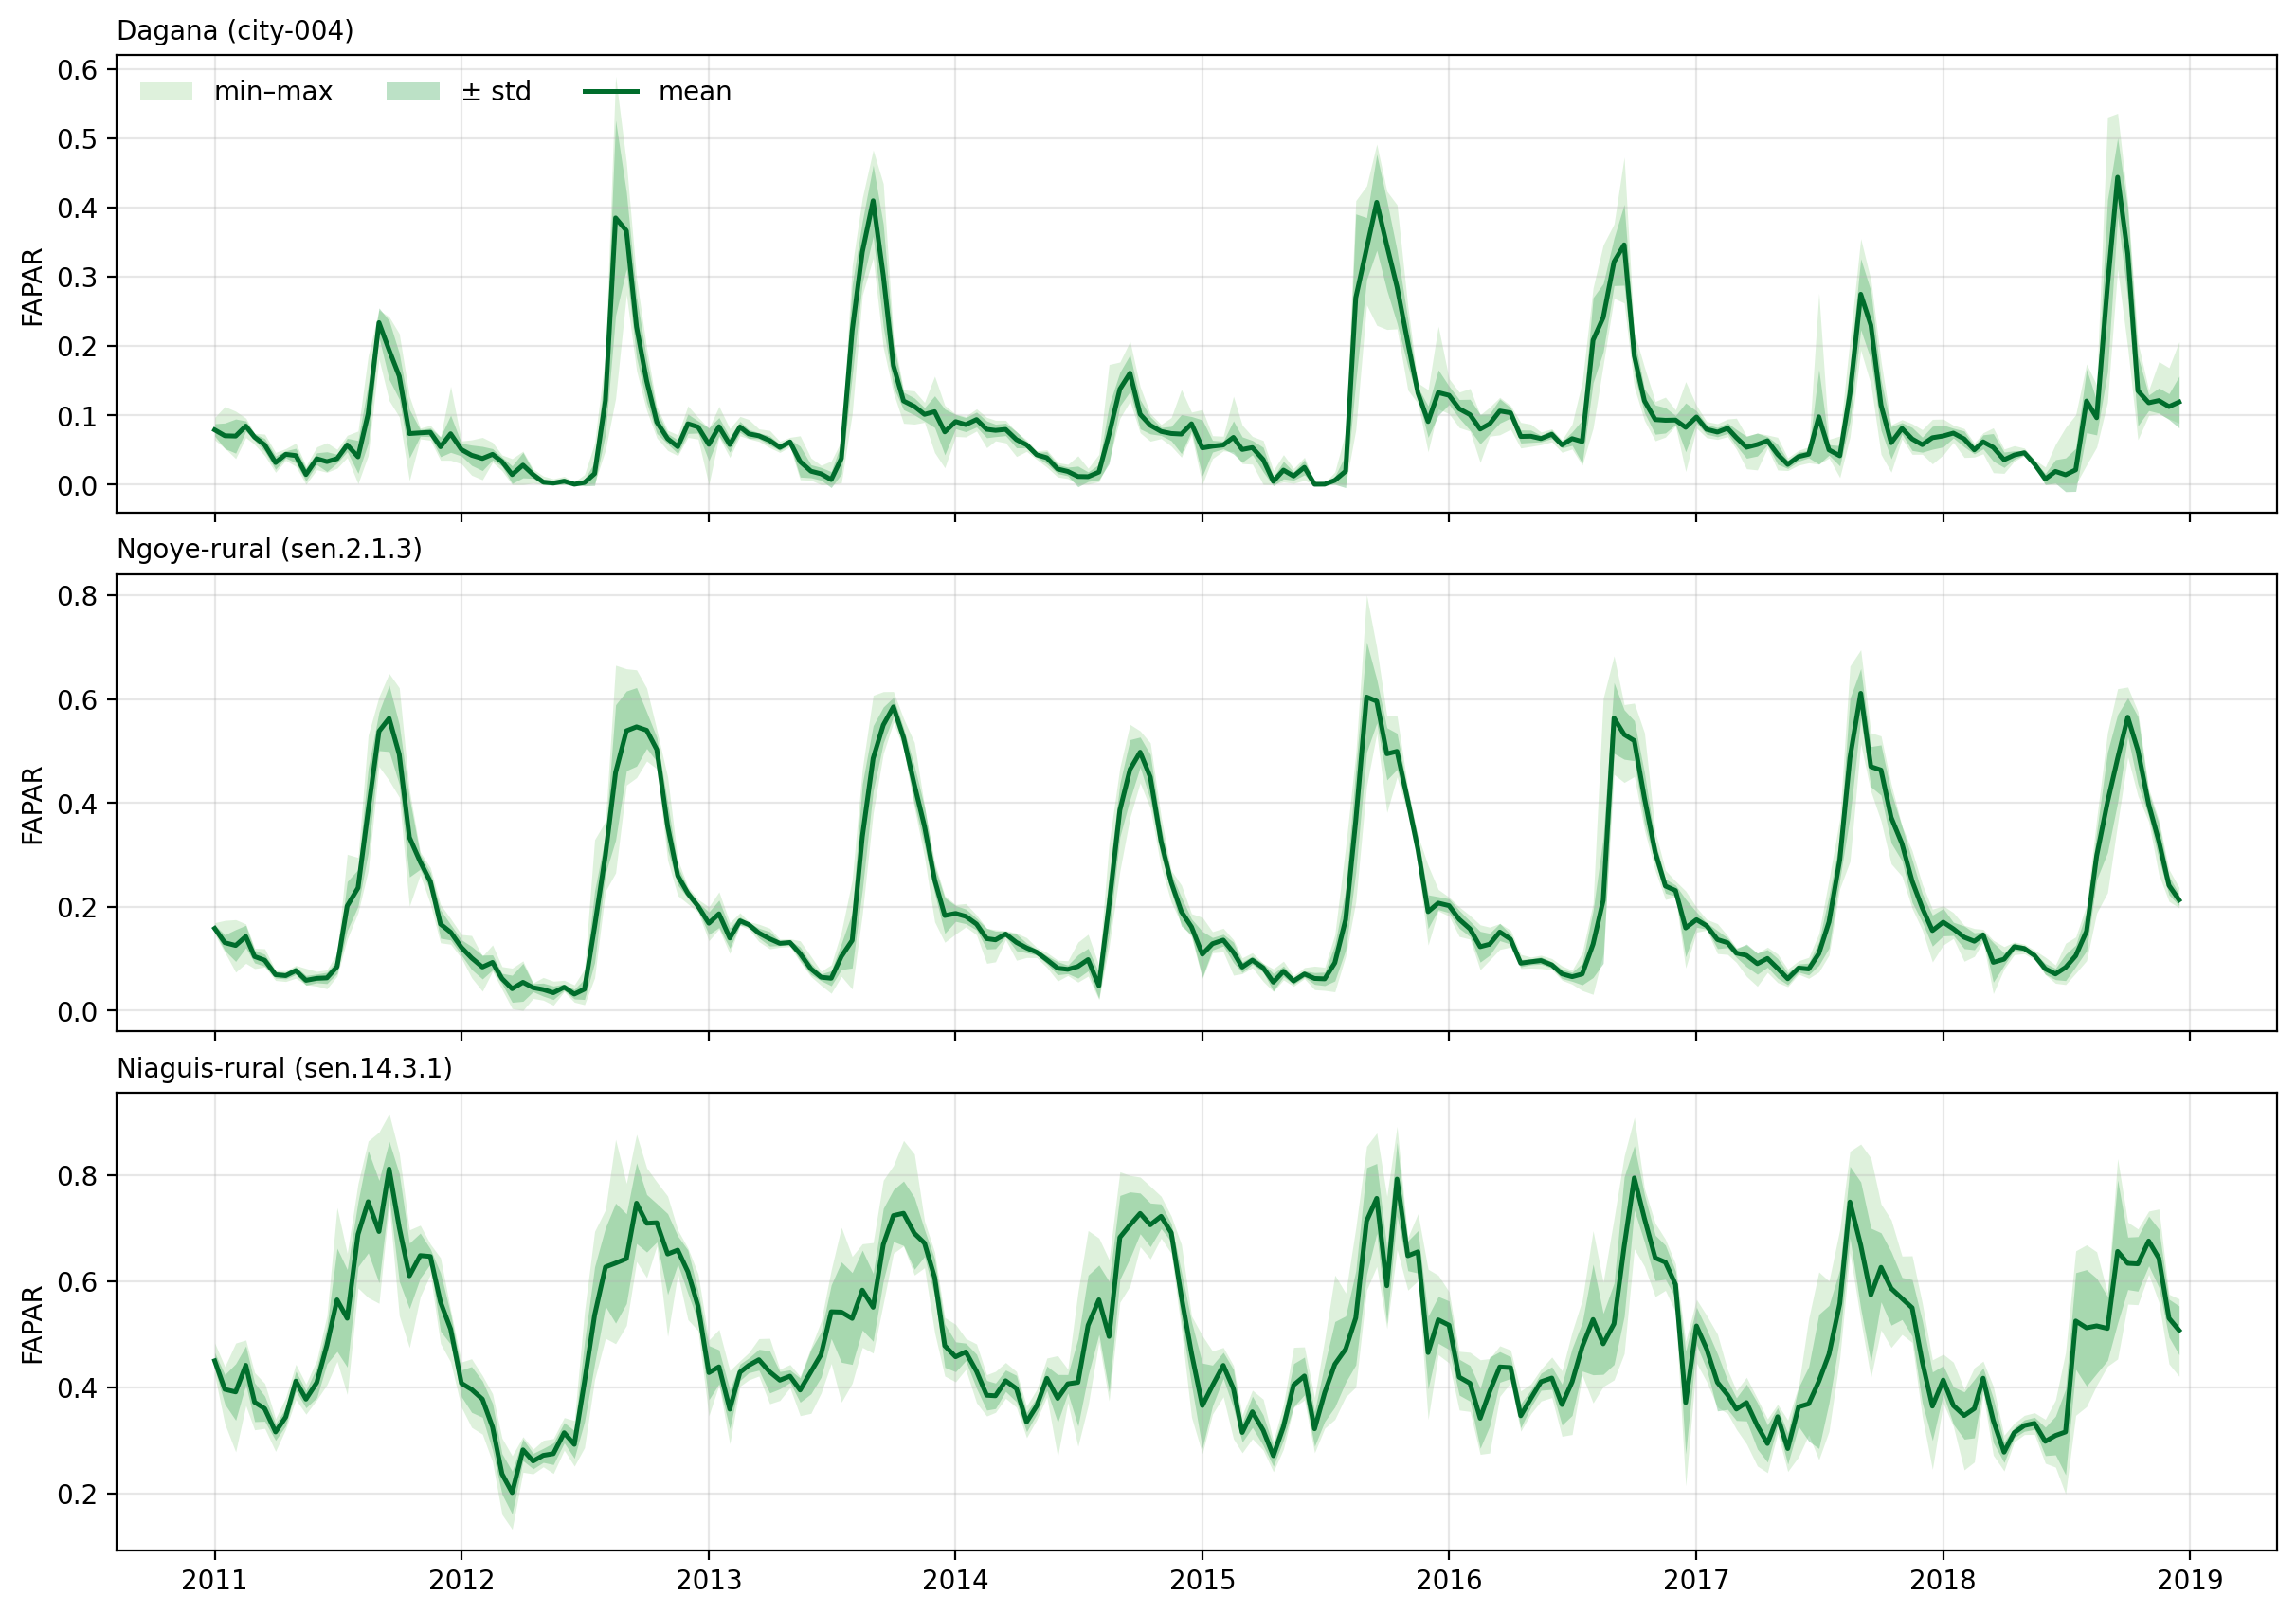 Dagana (city-004)
min–max ± std mean
0.6
0.5
0.4
0.3
0.2
0.1
0.0
FAPAR
Ngoye-rural (sen.2.1.3)
0.8
0.6
0.4
0.2
0.0
FAPAR
Niaguis-rural (sen.14.3.1)
0.8
0.6
0.4
0.2
FAPAR
2011 2012 2013 2014 2015 2016 2017 2018 2019